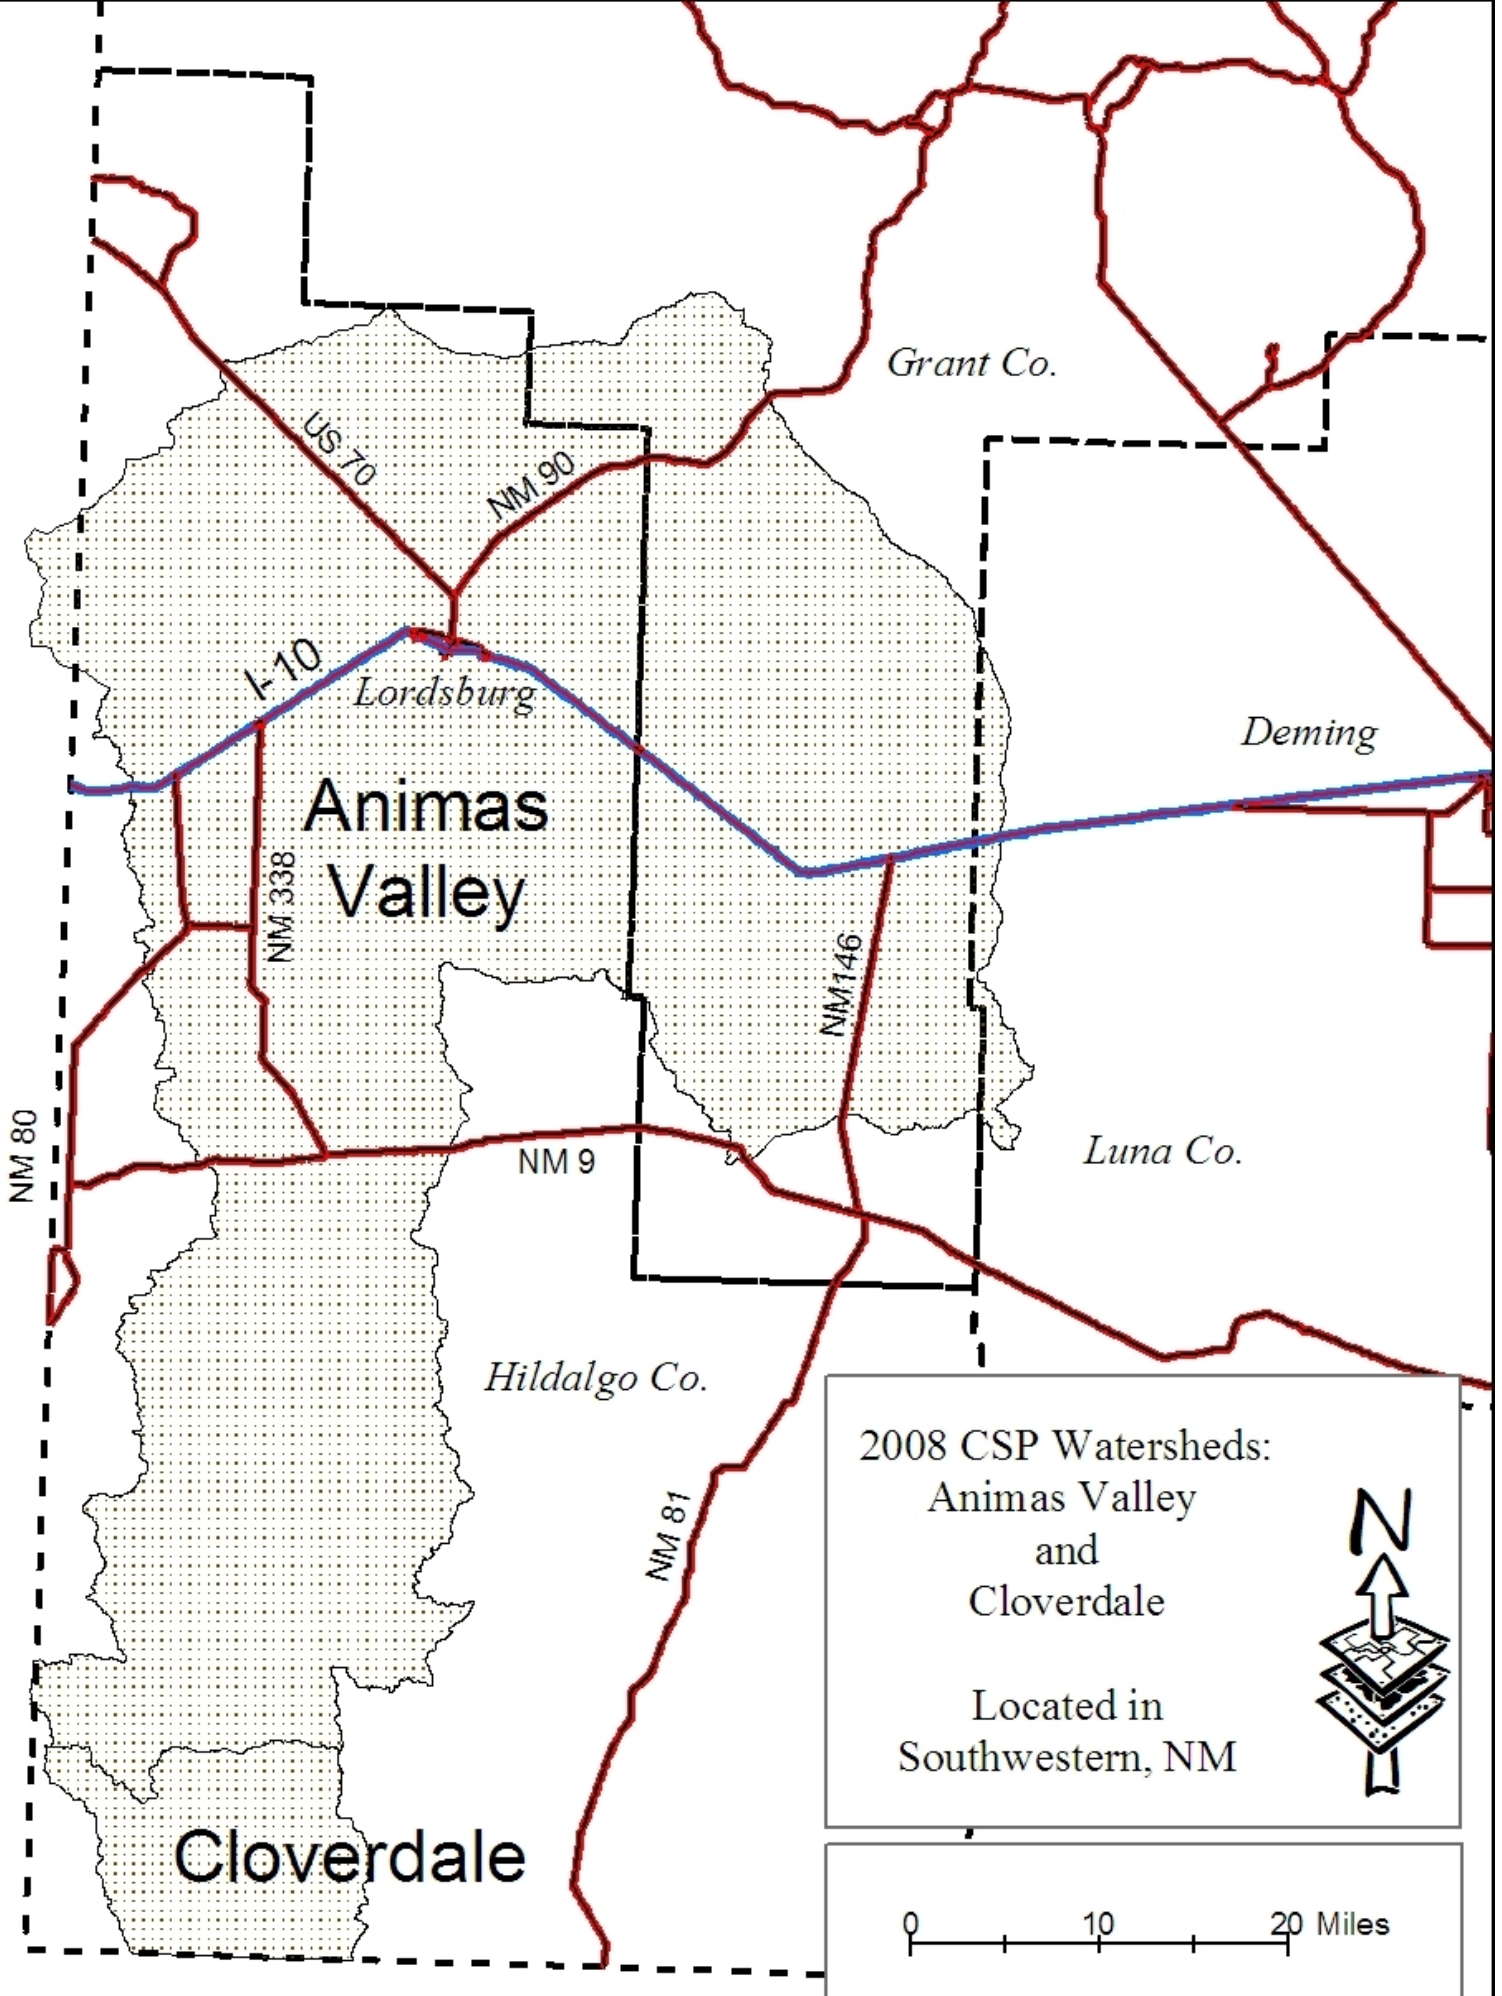 Grant Co.
US 70
NM 90
I-10
Lordsburg
Deming
Animas
Valley
NM 338
NM146
NM 80
NM 9
Luna Co.
Hildalgo Co.
NM 81
2008 CSP Watersheds:
Animas Valley
and
Cloverdale
Located in
Southwestern, NM
N
Cloverdale
0 10 20 Miles